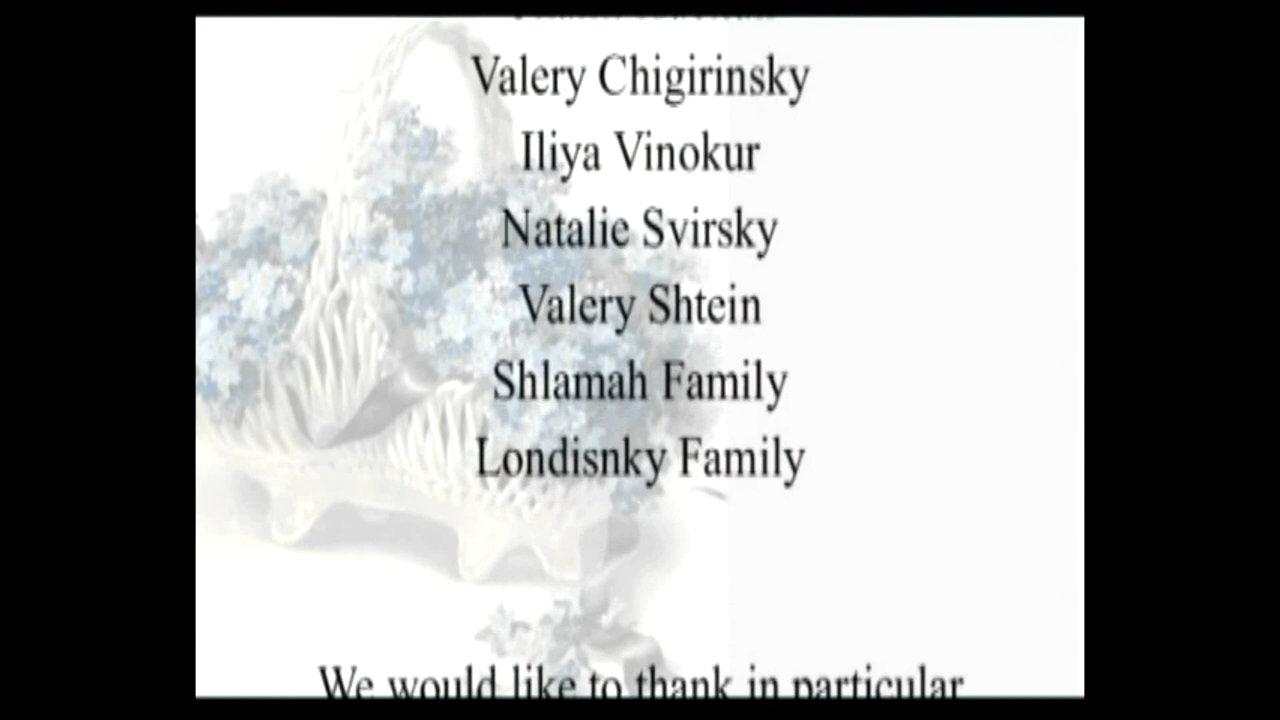 Valery Chigirinsky
Iliya Vinokur
Natalie Svirsky
Valery Shtein
Shlamah Family
Londisnky Family
We would like to thank in particular